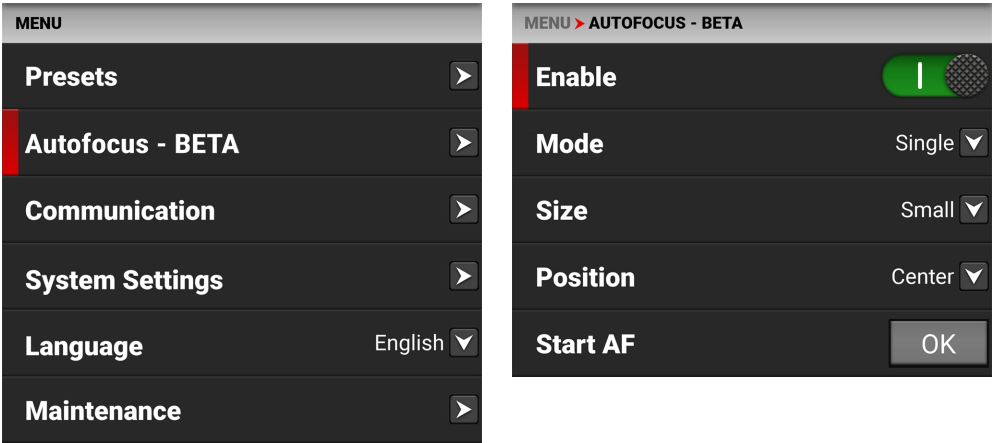 MENU
Presets
Autofocus - BETA
Communication
System Settings
Language English
Maintenance
MENU AUTOFOCUS - BETA
Enable
Mode Single
Size Small
Position Center
Start AF OK